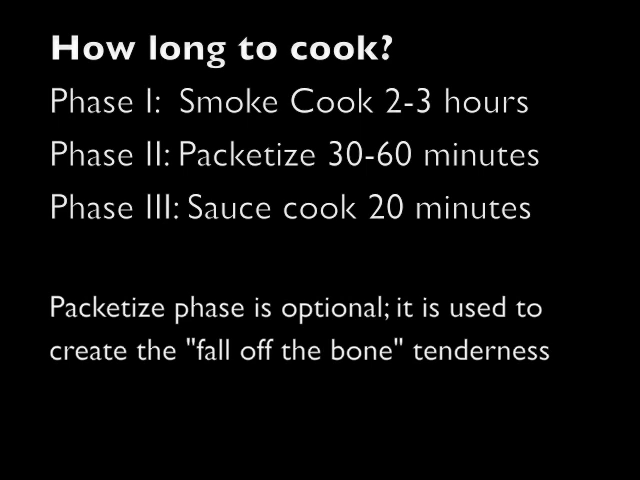 How long to cook?
Phase I: Smoke Cook 2-3 hours
Phase II: Packetize 30-60 minutes
Phase III: Sauce cook 20 minutes
Packetize phase is optional; it is used to
create the "fall off the bone" tenderness